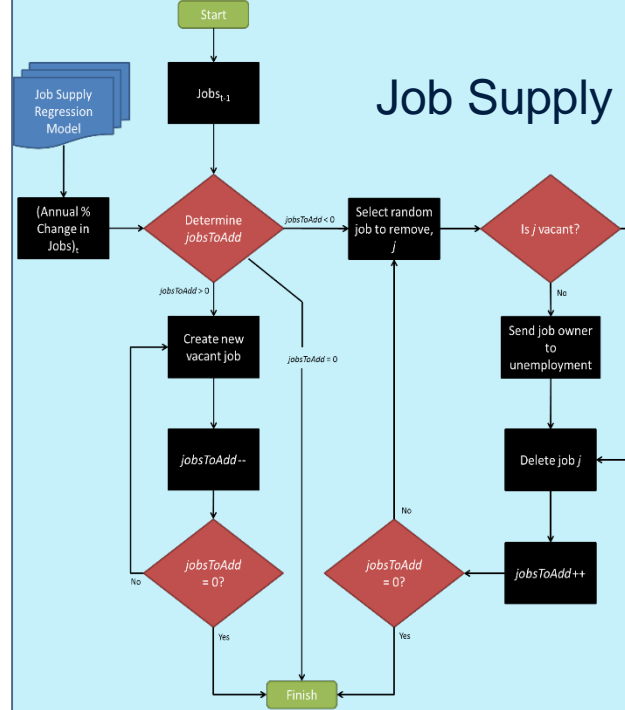 Start
Job Supply
Job Supply
Regression
Model
Jobst-1
(Annual %
Change in
Jobs)t
Determine
jobsToAdd
jobsToAdd < 0
Select random
job to remove,
j
Is j vacant?
jobsToAdd > 0
No
Create new
vacant job
jobsToAdd = 0
Send job owner
to
unemployment
jobsToAdd --
Delete job j
No
jobsToAdd
= 0?
No
jobsToAdd
= 0?
jobsToAdd ++
Yes
Yes
Finish